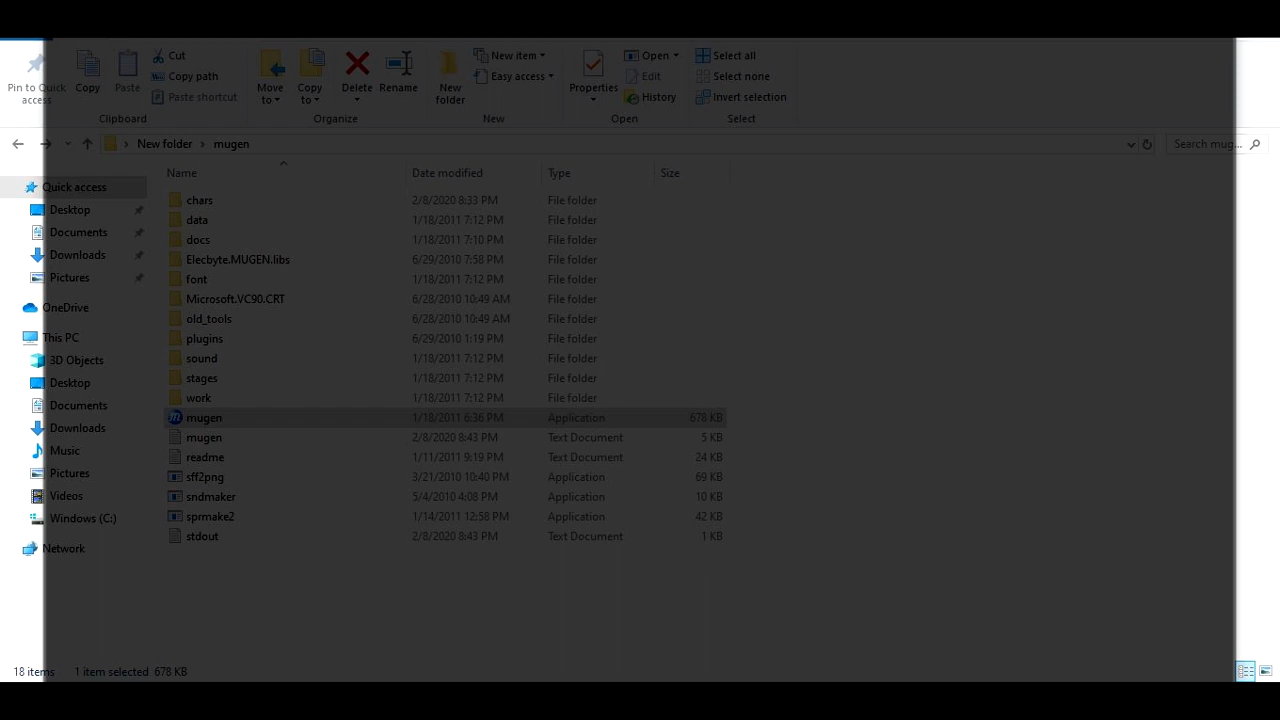 Cut
New item
Open
Select all
Copy path
Easy access
Edit
Select none
Pin to Quick access
Copy
Paste
Paste shortcut
Move to
Copy to
Delete
Rename
New folder
Properties
History
Invert selection
Clipboard
Organize
New
Open
Select
New folder > mugen
Search mug...
Name Date modified Type Size
Quick access
Desktop
Documents
Downloads
Pictures
OneDrive
This PC
3D Objects
Desktop
Documents
Downloads
Music
Pictures
Videos
Windows (C:)
Network
chars 2/8/2020 8:33 PM File folder
data 1/18/2011 7:12 PM File folder
docs 1/18/2011 7:10 PM File folder
Elecbyte.MUGEN.libs 6/29/2010 7:58 PM File folder
font 1/18/2011 7:12 PM File folder
Microsoft.VC90.CRT 6/28/2010 10:49 AM File folder
old_tools 6/28/2010 10:49 AM File folder
plugins 6/29/2010 1:19 PM File folder
sound 1/18/2011 7:12 PM File folder
stages 1/18/2011 7:12 PM File folder
work 1/18/2011 7:12 PM File folder
mugen 1/18/2011 6:36 PM Application 678 KB
mugen 2/8/2020 8:43 PM Text Document 5 KB
readme 1/11/2011 9:19 PM Text Document 24 KB
sff2png 3/21/2010 10:40 PM Application 69 KB
sndmaker 5/4/2010 4:08 PM Application 10 KB
sprmake2 1/14/2011 12:58 PM Application 42 KB
stdout 2/8/2020 8:43 PM Text Document 1 KB
18 items 1 item selected 678 KB